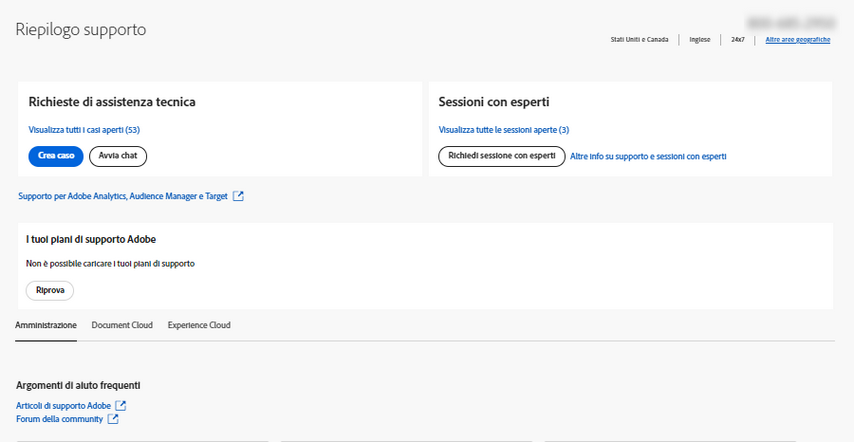 Riepilogo supporto
Stati Uniti e Canada | Inglese | 24x7 | Altre aree geografiche
Richieste di assistenza tecnica
Visualizza tutti i casi aperti (53)
Crea caso
Avvia chat
Sessioni con esperti
Visualizza tutte le sessioni aperte (3)
Richiedi sessione con esperti
Altre info su supporto e sessioni con esperti
Supporto per Adobe Analytics, Audience Manager e Target
I tuoi piani di supporto Adobe
Non è possibile caricare i tuoi piani di supporto
Riprova
Amministrazione
Document Cloud
Experience Cloud
Argomenti di aiuto frequenti
Articoli di supporto Adobe
Forum della community